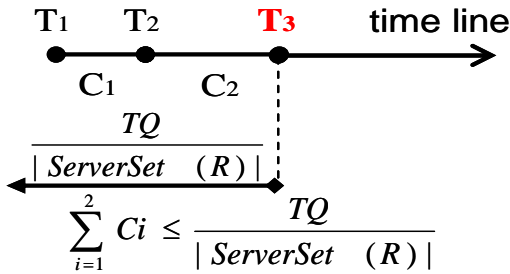 T1 T2 T3 time line
C1 C2
TQ
| ServerSet (R) |
2
∑ Ci ≤ TQ
i=1 | ServerSet (R) |